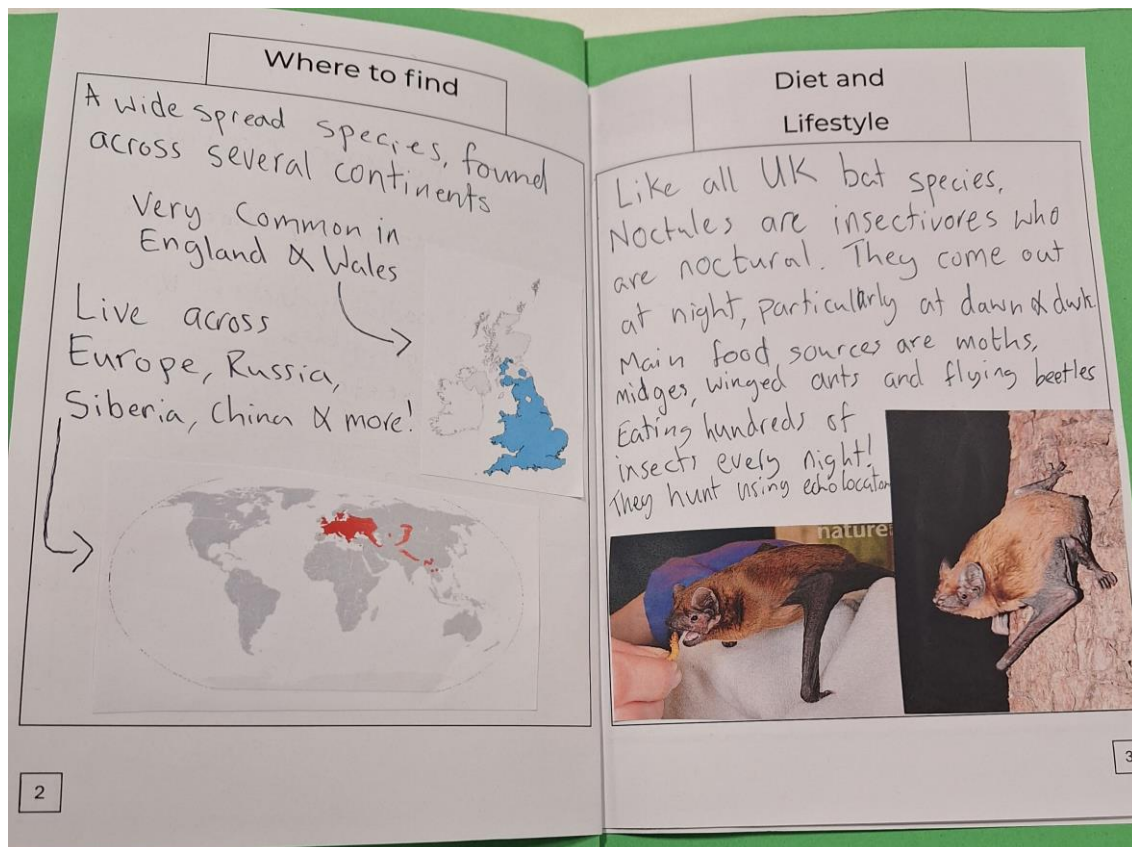 Where to find
A wide spread species, found
across several continents
Very common in
England & Wales
Live across
Europe, Russia,
Siberia, China & more!
2
Diet and
Lifestyle
Like all UK bat species,
Noctules are insectivores who
are noctural. They come out
at night, particularly at dawn & dusk.
Main food sources are moths,
midges, winged ants and flying beetles
Eating hundreds of
insects every night!
They hunt using echolocation
nature
3